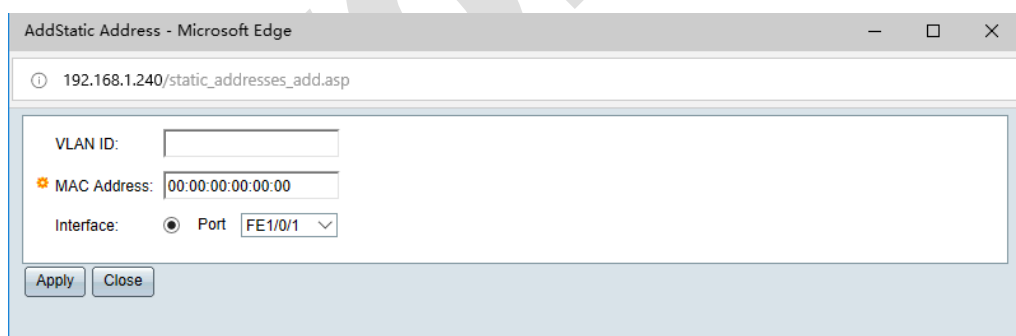 AddStatic Address - Microsoft Edge
192.168.1.240/static_addresses_add.asp
VLAN ID:
MAC Address: 00:00:00:00:00:00
Interface: Port FE1/0/1
Apply Close